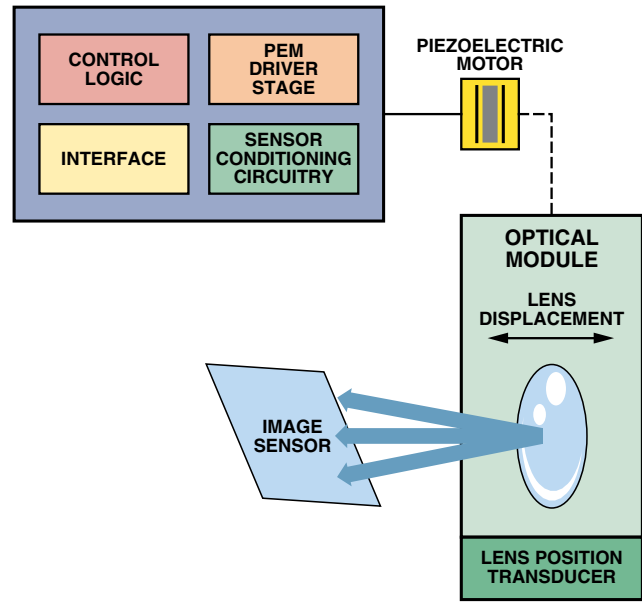 CONTROL
LOGIC
PEM
DRIVER
STAGE
INTERFACE
SENSOR
CONDITIONING
CIRCUITRY
PIEZOELECTRIC
MOTOR
OPTICAL
MODULE
LENS
DISPLACEMENT
IMAGE
SENSOR
LENS POSITION
TRANSDUCER